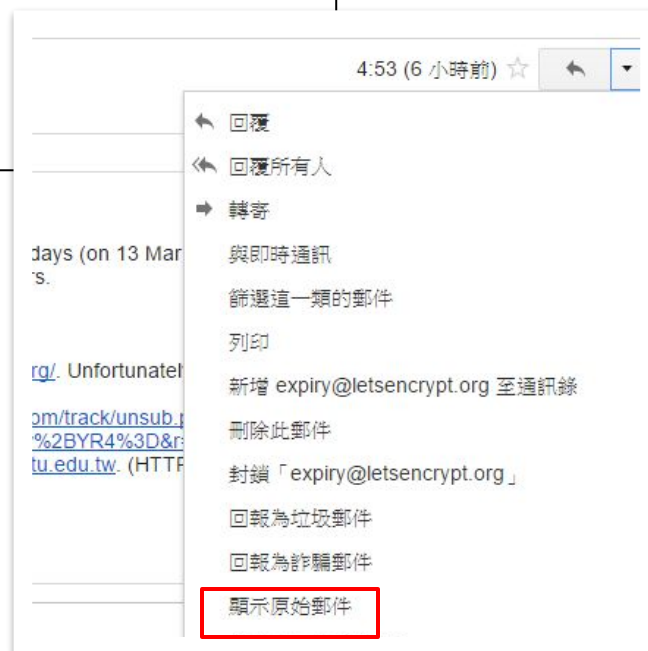 4:53 (6 小時前)
回覆
回覆所有人
轉寄
days (on 13 Mar
與即時通訊
rs.
篩選這一類的郵件
列印
rg/. Unfortunatel
新增 expiry@letsencrypt.org 至通訊錄
om/track/unsub.p
刪除此郵件
%2BYR4%3D&r=
tu.edu.tw. (HTTP
封鎖「expiry@letsencrypt.org」
回報為垃圾郵件
回報為詐騙郵件
顯示原始郵件